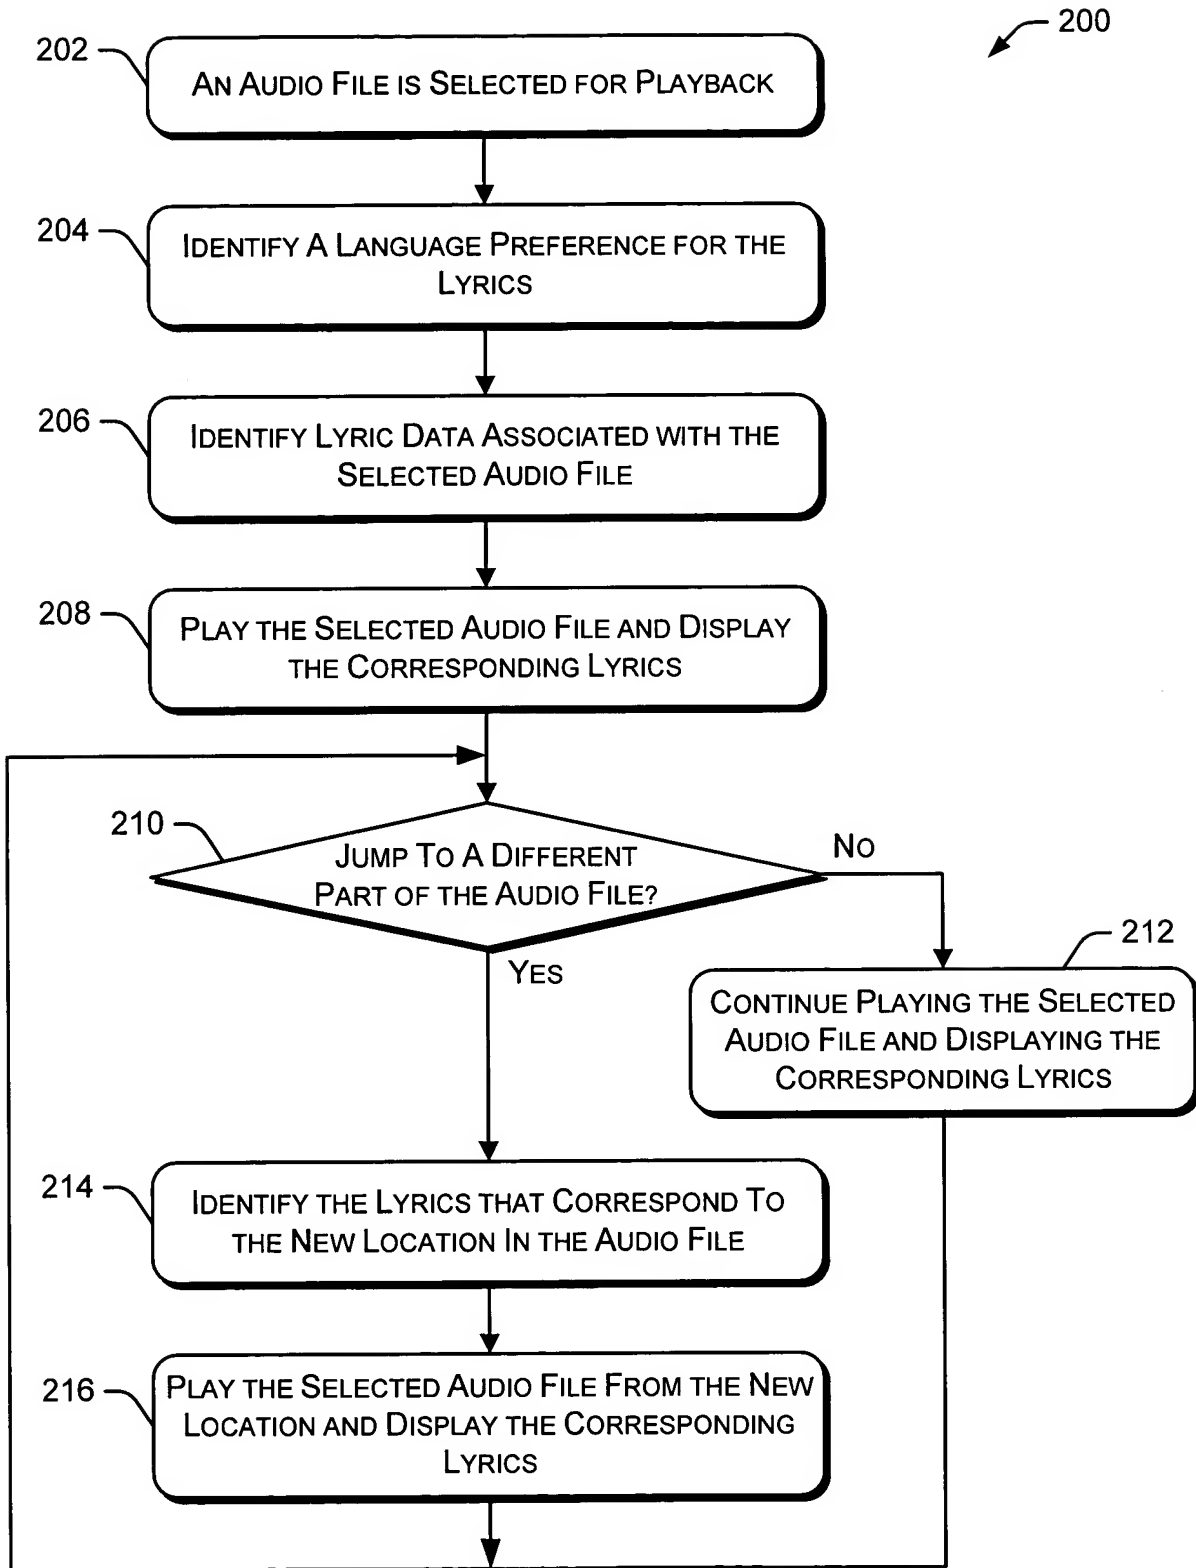 200
202
AN AUDIO FILE IS SELECTED FOR PLAYBACK
204
IDENTIFY A LANGUAGE PREFERENCE FOR THE
LYRICS
206
IDENTIFY LYRIC DATA ASSOCIATED WITH THE
SELECTED AUDIO FILE
208
PLAY THE SELECTED AUDIO FILE AND DISPLAY
THE CORRESPONDING LYRICS
210
JUMP TO A DIFFERENT
PART OF THE AUDIO FILE?
NO
YES
212
CONTINUE PLAYING THE SELECTED
AUDIO FILE AND DISPLAYING THE
CORRESPONDING LYRICS
214
IDENTIFY THE LYRICS THAT CORRESPOND TO
THE NEW LOCATION IN THE AUDIO FILE
216
PLAY THE SELECTED AUDIO FILE FROM THE NEW
LOCATION AND DISPLAY THE CORRESPONDING
LYRICS